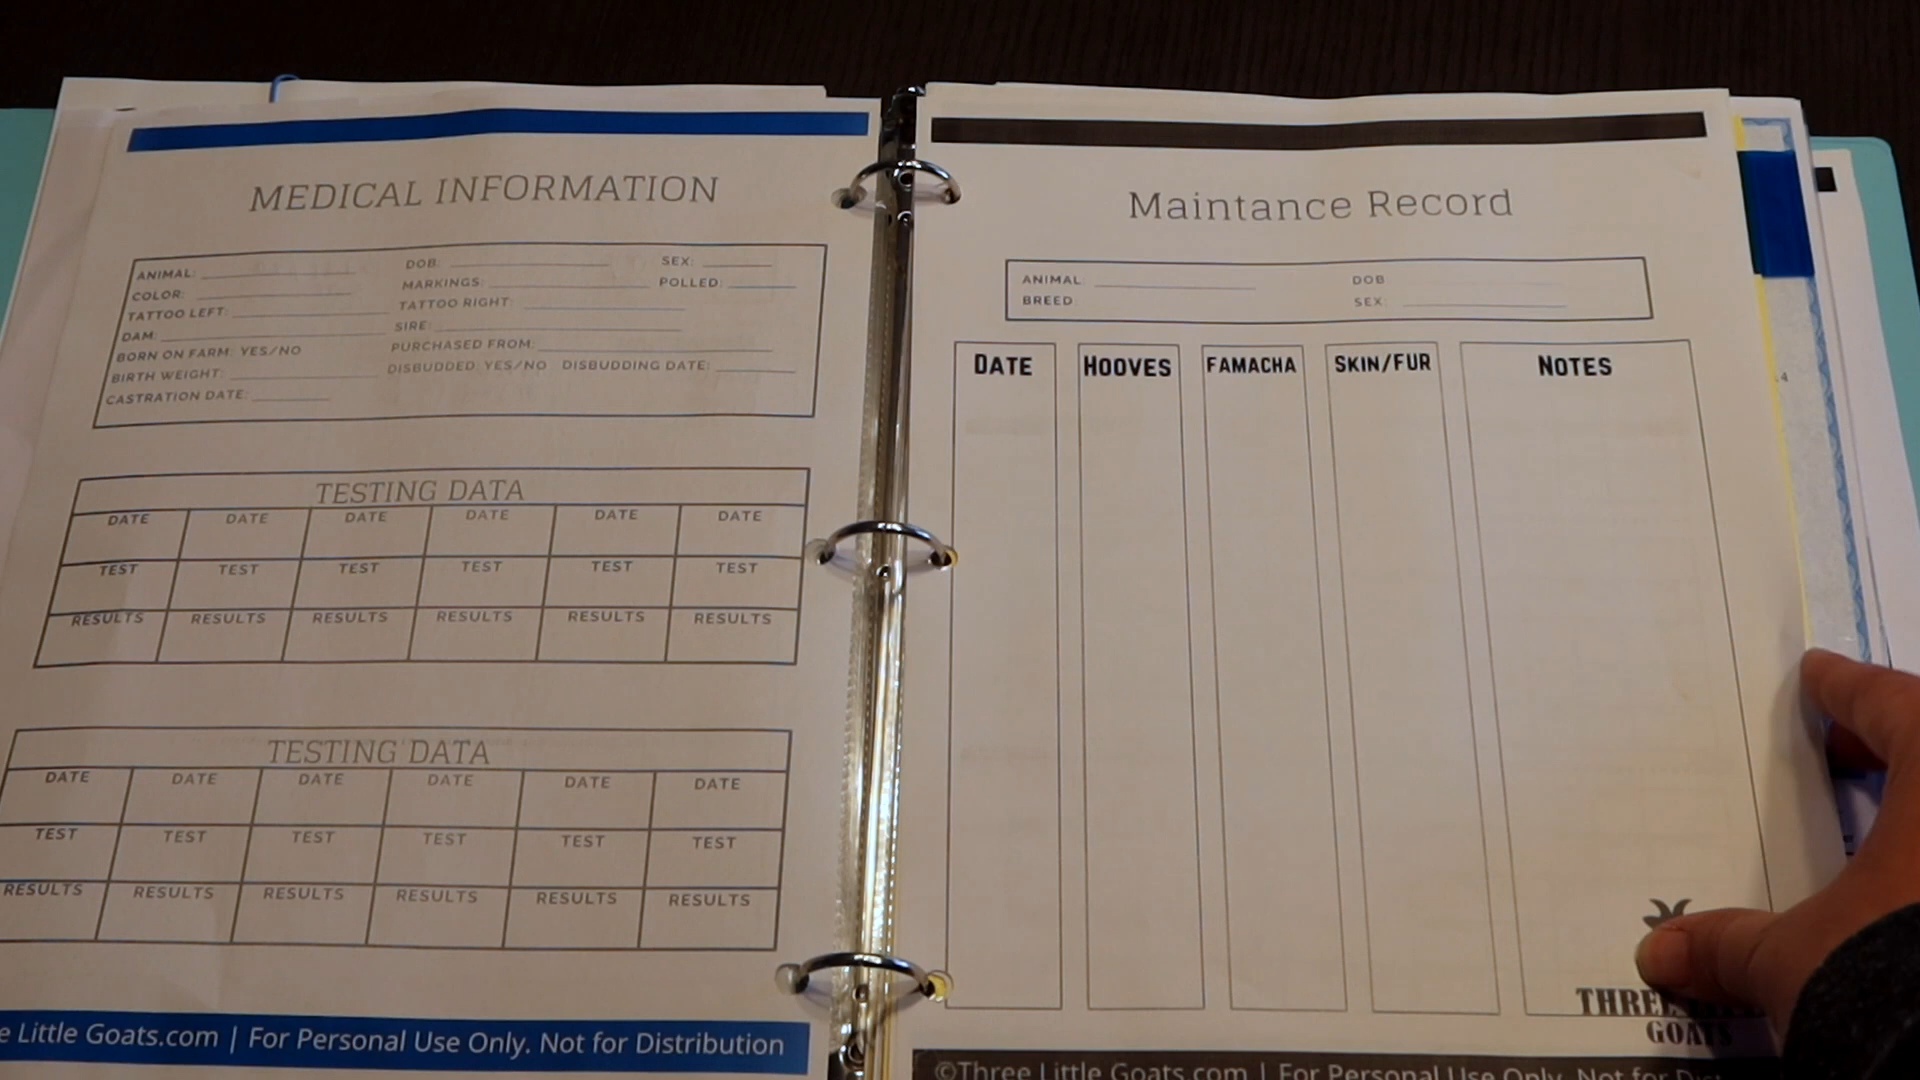 MEDICAL INFORMATION
ANIMAL: DOB: SEX:
COLOR: MARKINGS: POLLED:
TATTOO LEFT: TATTOO RIGHT:
DAM: SIRE:
BORN ON FARM: YES/NO PURCHASED FROM:
BIRTH WEIGHT: DISBUDDED: YES/NO DISBUDDING DATE:
CASTRATION DATE:
TESTING DATA
DATE DATE DATE DATE DATE DATE
TEST TEST TEST TEST TEST TEST
RESULTS RESULTS RESULTS RESULTS RESULTS RESULTS
TESTING DATA
DATE DATE DATE DATE DATE DATE
TEST TEST TEST TEST TEST TEST
RESULTS RESULTS RESULTS RESULTS RESULTS RESULTS
Little Goats.com | For Personal Use Only. Not for Distribution
Maintance Record
ANIMAL: DOB
BREED: SEX:
DATE HOOVES FAMACHA SKIN/FUR NOTES
GOATS
©Three Little Goats.com | For Personal Use Only. Not for